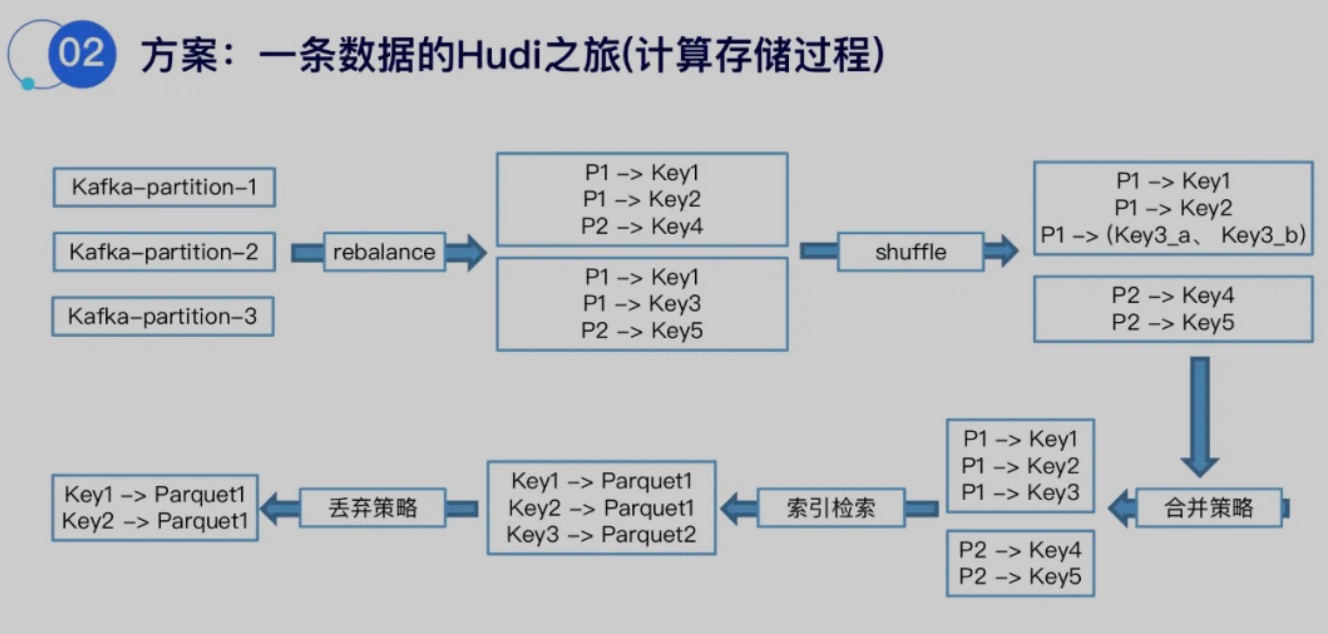 02
方案：一条数据的Hudi之旅(计算存储过程)
Kafka-partition-1
Kafka-partition-2
Kafka-partition-3
rebalance
P1 -> Key1
P1 -> Key2
P2 -> Key4
P1 -> Key1
P1 -> Key3
P2 -> Key5
shuffle
P1 -> Key1
P1 -> Key2
P1 -> (Key3_a、 Key3_b)
P2 -> Key4
P2 -> Key5
合并策略
P1 -> Key1
P1 -> Key2
P1 -> Key3
P2 -> Key4
P2 -> Key5
索引检索
Key1 -> Parquet1
Key2 -> Parquet1
Key3 -> Parquet2
丢弃策略
Key1 -> Parquet1
Key2 -> Parquet1